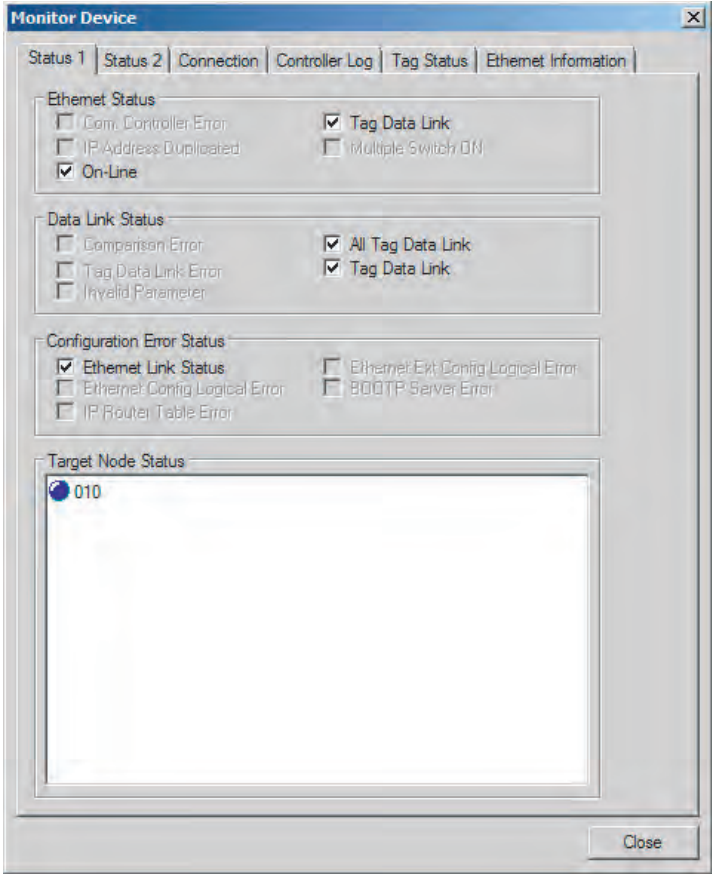 Monitor Device
Status 1 Status 2 Connection Controller Log Tag Status Ethernet Information
Ethernet Status
Com. Controller Error Tag Data Link
IP Address Duplicated Multiple Switch ON
On-Line
Data Link Status
Comparison Error All Tag Data Link
Tag Data Link Error Tag Data Link
Invalid Parameter
Configuration Error Status
Ethernet Link Status Ethernet Ext Config Logical Error
Ethernet Config Logical Error BOOTP Server Error
IP Router Table Error
Target Node Status
010
Close